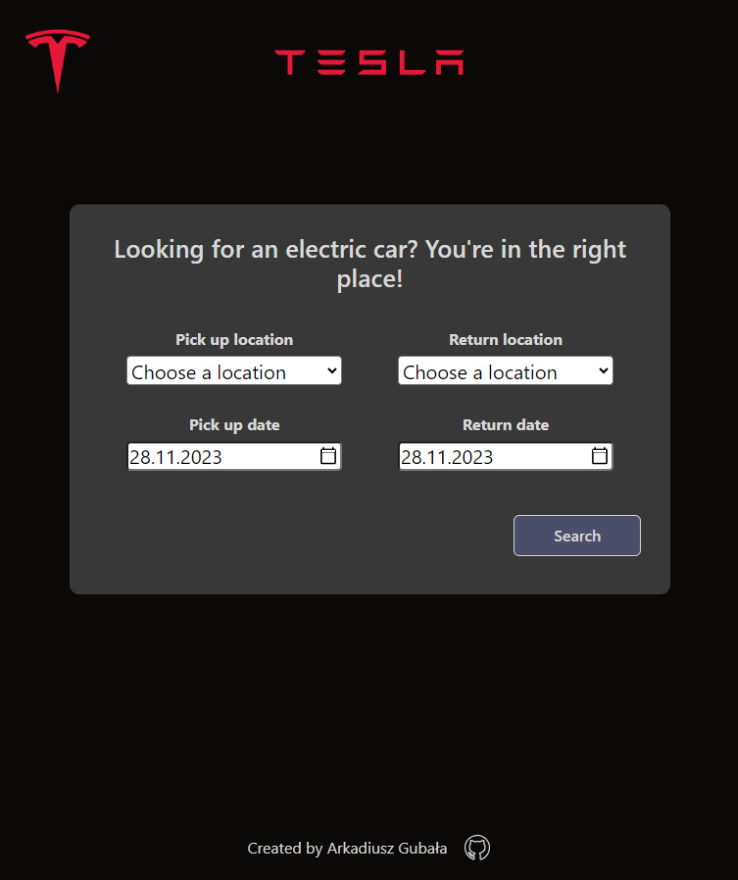 TESLA
Looking for an electric car? You're in the right
place!
Pick up location
Return location
Choose a location
Choose a location
Pick up date
Return date
28.11.2023
28.11.2023
Search
Created by Arkadiusz Gubała